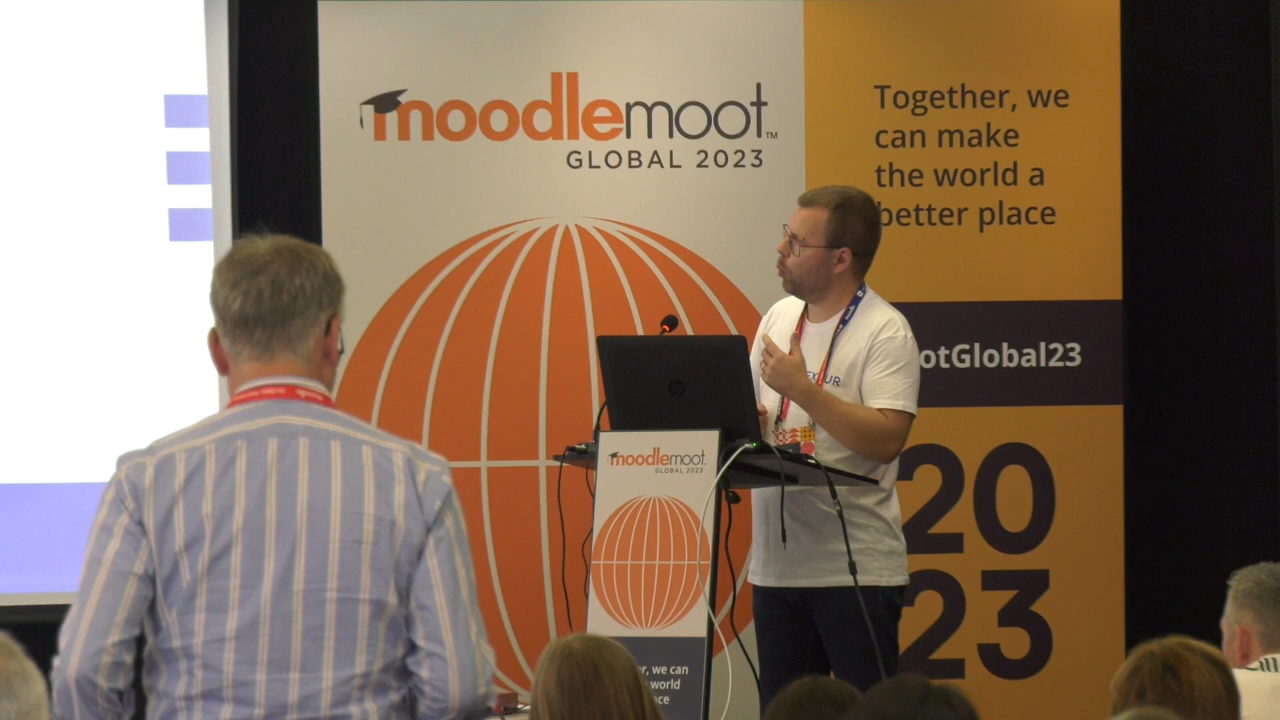 moodlemoot™
GLOBAL 2023
Together, we
can make
the world a
better place
otGlobal23
20
23
moodlemoot
GLOBAL 2023
r, we can
world
ce